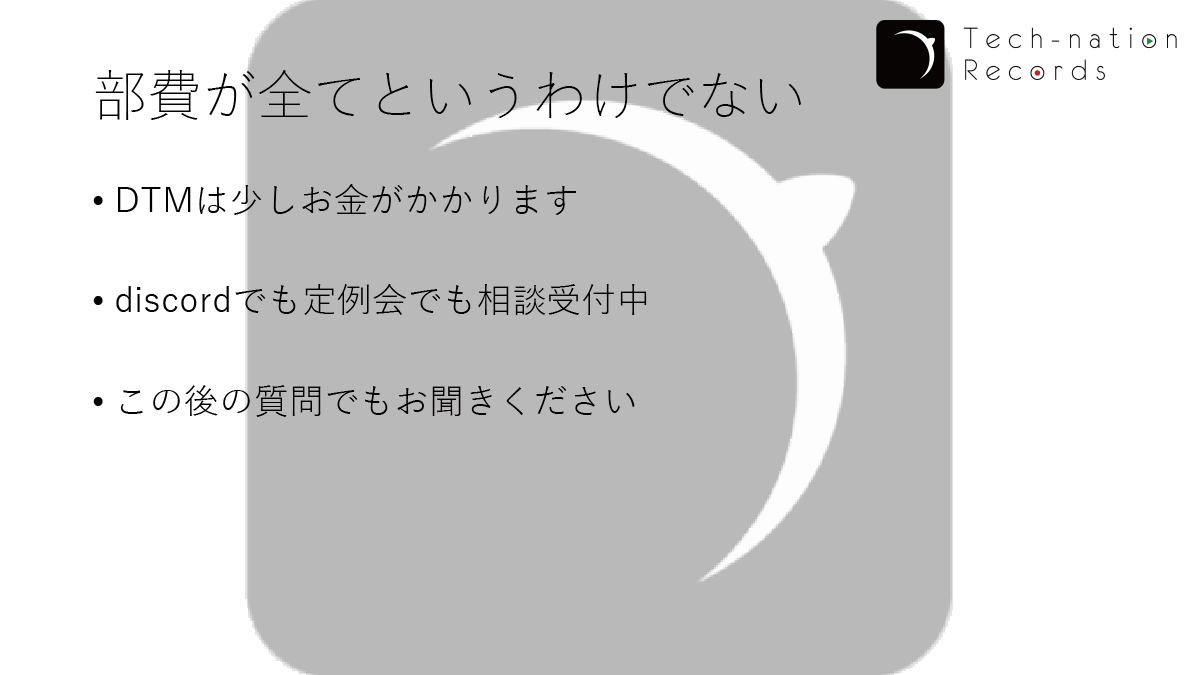 Tech-nation
Records
部費が全てというわけでない
• DTMは少しお金がかかります
• discordでも定例会でも相談受付中
• この後の質問でもお聞きください